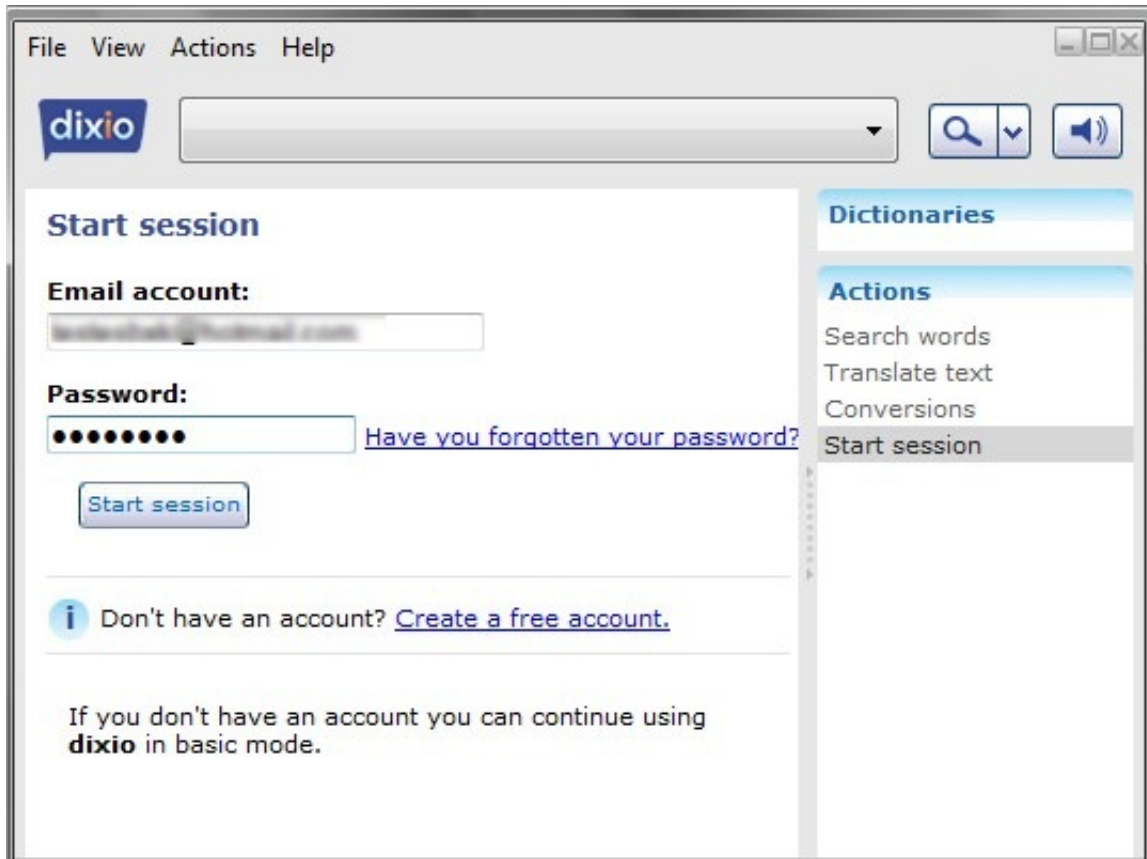 File View Actions Help
dixio
Start session
Email account:
Password:
Have you forgotten your password?
Start session
Don't have an account? Create a free account.
If you don't have an account you can continue using
dixio in basic mode.
Dictionaries
Actions
Search words
Translate text
Conversions
Start session